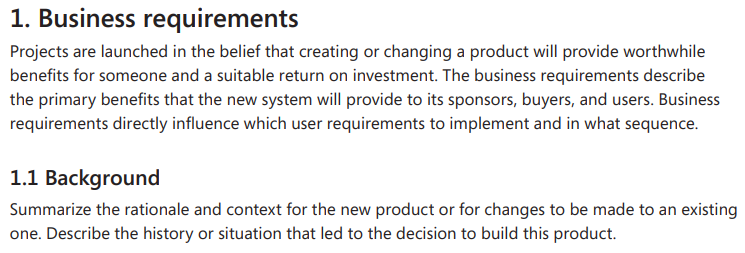 1. Business requirements
Projects are launched in the belief that creating or changing a product will provide worthwhile
benefits for someone and a suitable return on investment. The business requirements describe
the primary benefits that the new system will provide to its sponsors, buyers, and users. Business
requirements directly influence which user requirements to implement and in what sequence.
1.1 Background
Summarize the rationale and context for the new product or for changes to be made to an existing
one. Describe the history or situation that led to the decision to build this product.